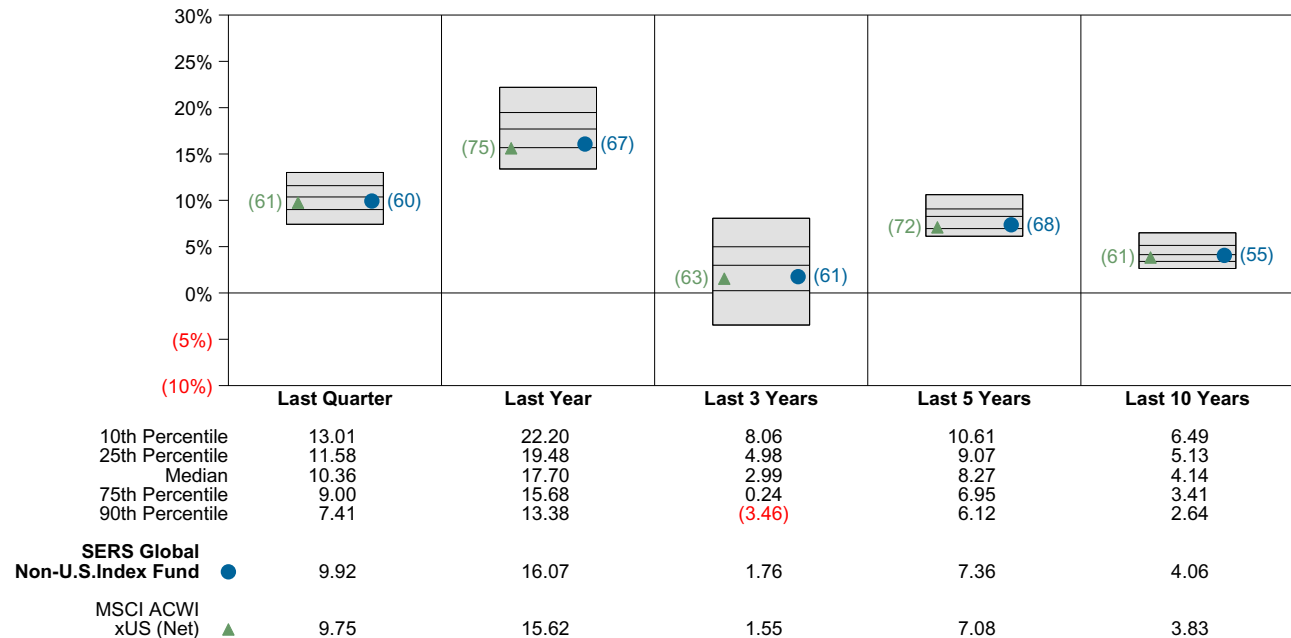 30%
25%
20%
15%
10%
5%
0%
(5%)
(10%)
(61) (60)
(75) (67)
(63) (61)
(72) (68)
(61) (55)
Last Quarter Last Year Last 3 Years Last 5 Years Last 10 Years
10th Percentile 13.01 22.20 8.06 10.61 6.49
25th Percentile 11.58 19.48 4.98 9.07 5.13
Median 10.36 17.70 2.99 8.27 4.14
75th Percentile 9.00 15.68 0.24 6.95 3.41
90th Percentile 7.41 13.38 (3.46) 6.12 2.64
SERS Global
Non-U.S.Index Fund 9.92 16.07 1.76 7.36 4.06
MSCI ACWI
xUS (Net) 9.75 15.62 1.55 7.08 3.83